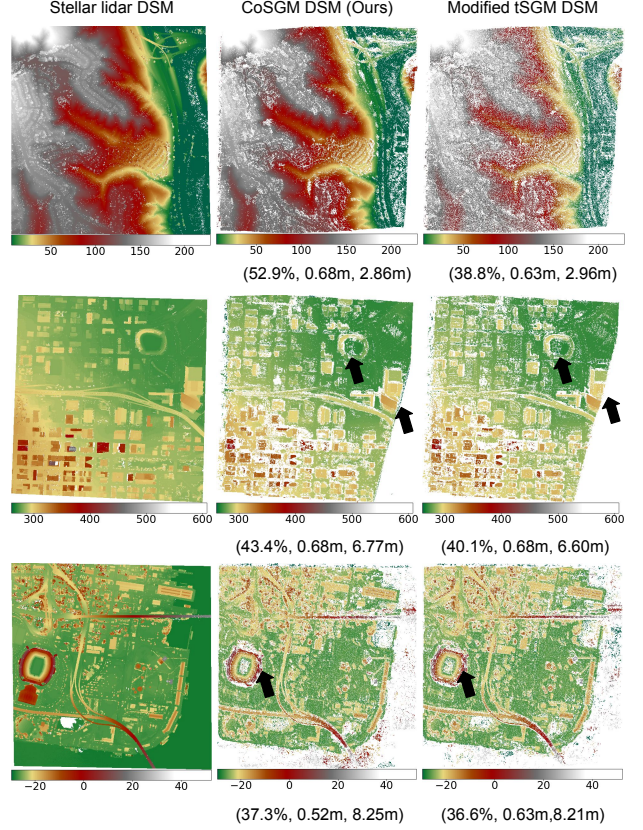 Stellar lidar DSM CoSGM DSM (Ours) Modified tSGM DSM
50 100 150 200 50 100 150 200 50 100 150 200
(52.9%, 0.68m, 2.86m) (38.8%, 0.63m, 2.96m)
300 400 500 600 300 400 500 600 300 400 500 600
(43.4%, 0.68m, 6.77m) (40.1%, 0.68m, 6.60m)
−20 0 20 40 −20 0 20 40 −20 0 20 40
(37.3%, 0.52m, 8.25m) (36.6%, 0.63m,8.21m)